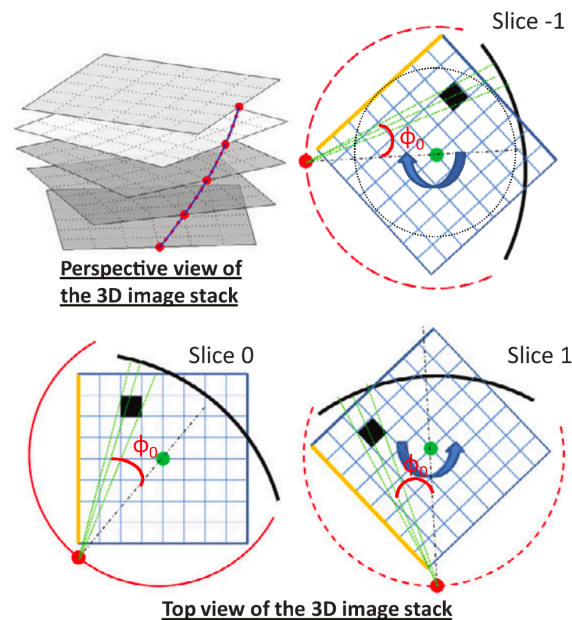 Slice -1
Φ₀
Perspective view of
the 3D image stack
Slice 0
Slice 1
Φ₀
Φ₀
Top view of the 3D image stack